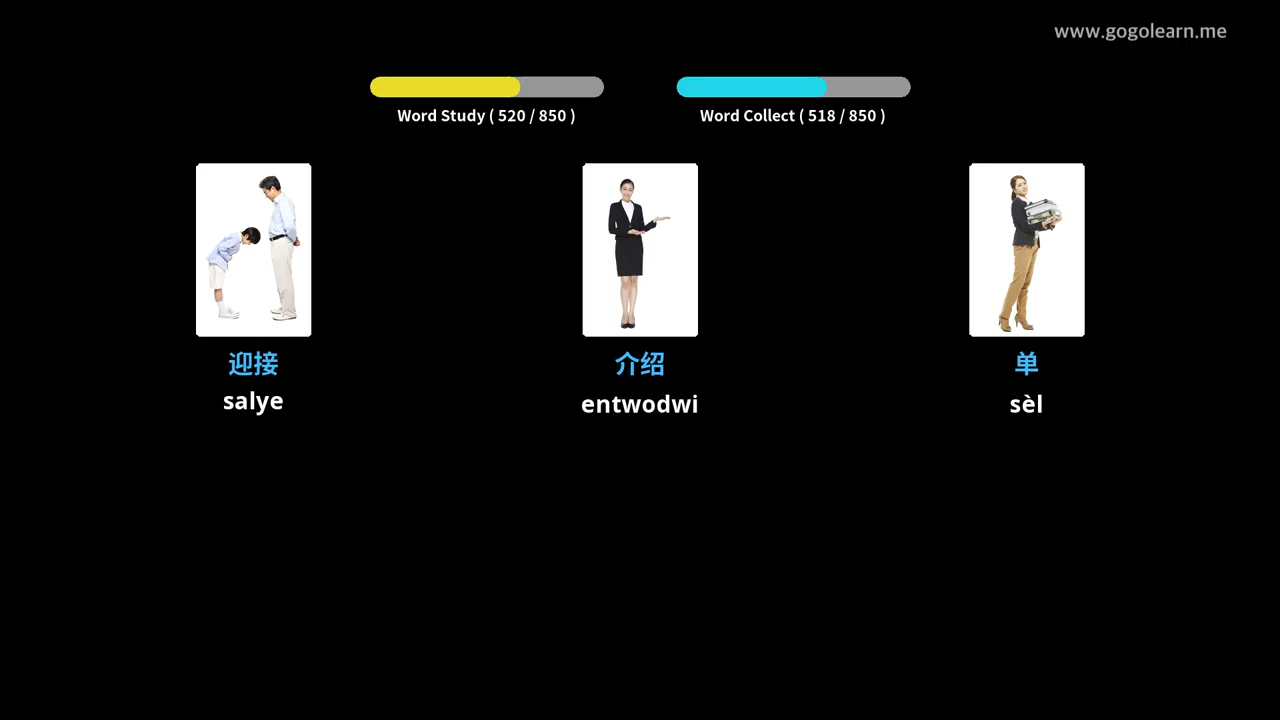 www.gogolearn.me
Word Study ( 520 / 850 )
Word Collect ( 518 / 850 )
迎接
介绍
单
salye
entwodwi
sèl